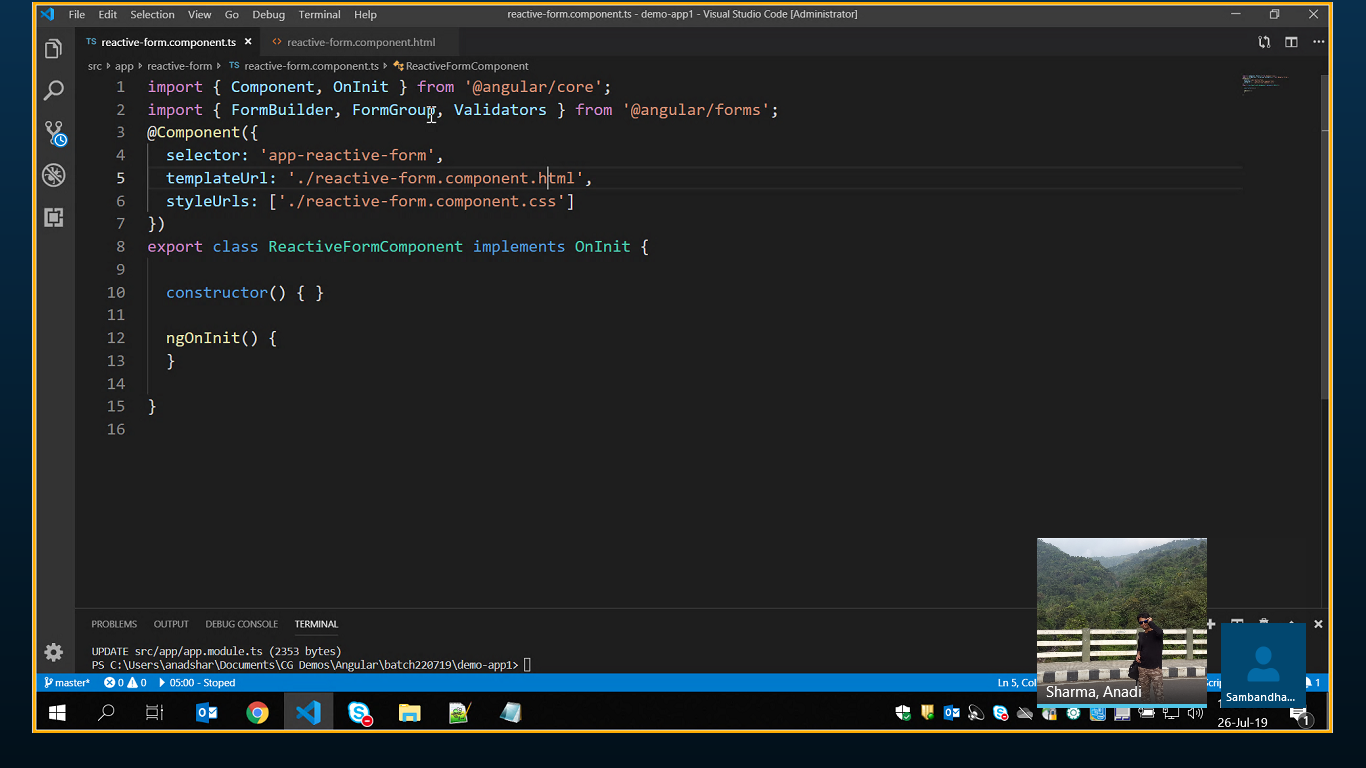 File Edit Selection View Go Debug Terminal Help
reactive-form.component.ts - demo-app1 - Visual Studio Code [Administrator]
TS reactive-form.component.ts
<> reactive-form.component.html
src > app > reactive-form > TS reactive-form.component.ts > ReactiveFormComponent
1 import { Component, OnInit } from '@angular/core';
2 import { FormBuilder, FormGroup, Validators } from '@angular/forms';
3 @Component({
4 selector: 'app-reactive-form',
5 templateUrl: './reactive-form.component.html',
6 styleUrls: ['./reactive-form.component.css']
7 })
8 export class ReactiveFormComponent implements OnInit {
9
10 constructor() { }
11
12 ngOnInit() {
13 }
14
15 }
16
PROBLEMS OUTPUT DEBUG CONSOLE TERMINAL
UPDATE src/app/app.module.ts (2353 bytes)
PS C:\Users\anadshar\Documents\CG Demos\Angular\batch220719\demo-app1>
master* 0 0 05:00 - Stoped
Ln 5,
1
Sharma, Anadi
Sambandha...
26-Jul-19
1